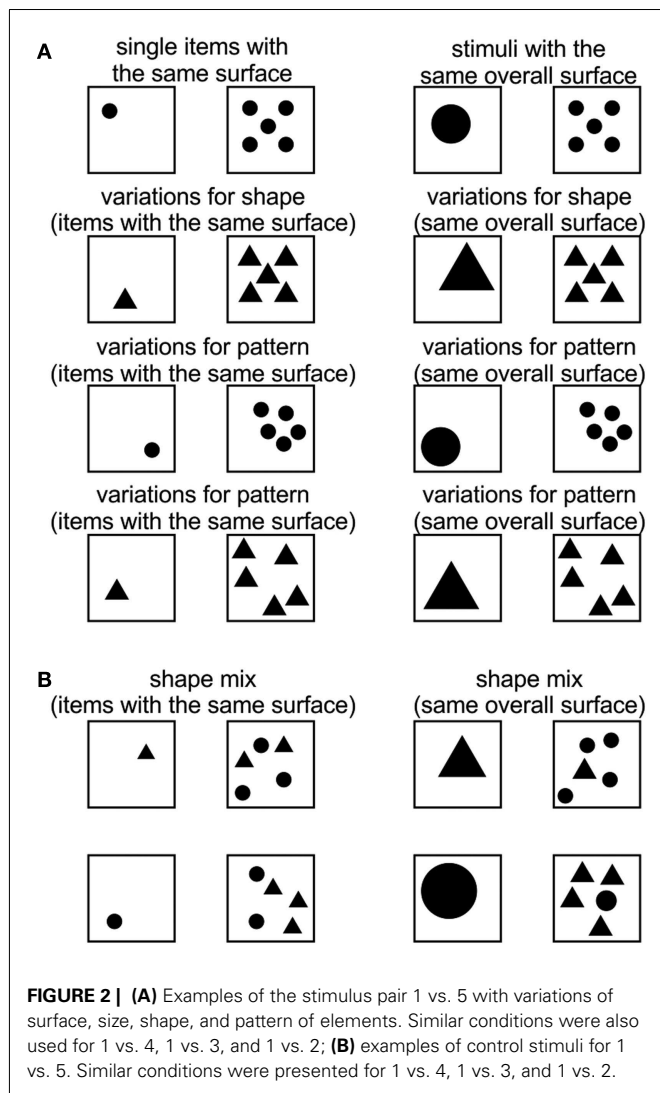 A
single items with
the same surface
stimuli with the
same overall surface
variations for shape
(items with the same surface)
variations for shape
(same overall surface)
variations for pattern
(items with the same surface)
variations for pattern
(same overall surface)
variations for pattern
(items with the same surface)
variations for pattern
(same overall surface)
B
shape mix
(items with the same surface)
shape mix
(same overall surface)
FIGURE 2 | (A) Examples of the stimulus pair 1 vs. 5 with variations of
surface, size, shape, and pattern of elements. Similar conditions were also
used for 1 vs. 4, 1 vs. 3, and 1 vs. 2; (B) examples of control stimuli for 1
vs. 5. Similar conditions were presented for 1 vs. 4, 1 vs. 3, and 1 vs. 2.